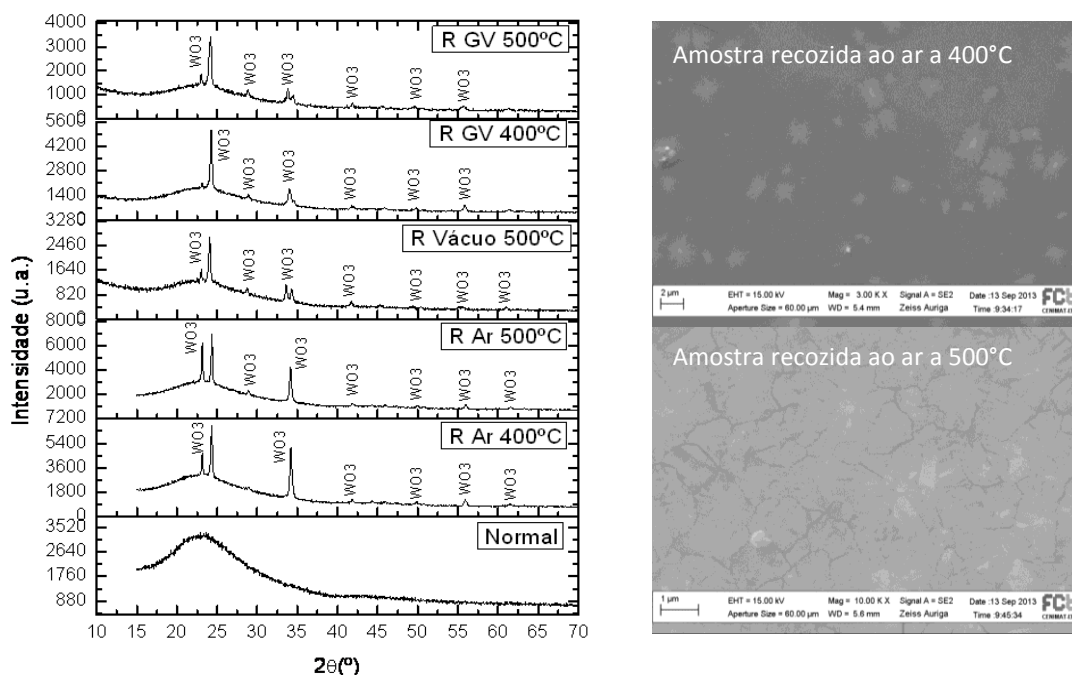 4000
3000
2000
1000
5600
4200
2800
1400
3280
2460
1640
820
8000
6000
4000
2000
7200
5400
3600
1800
0
3520
2640
1760
880
R GV 500ºC
WO3
WO3
WO3
WO3
WO3
WO3
R GV 400ºC
WO3
WO3
WO3
WO3
WO3
WO3
R Vácuo 500ºC
WO3
WO3
WO3
WO3
WO3
WO3
WO3
R Ar 500ºC
WO3
WO3
WO3
WO3
WO3
WO3
WO3
R Ar 400ºC
WO3
WO3
WO3
WO3
WO3
WO3
Normal
10 15 20 25 30 35 40 45 50 55 60 65 70
2θ(º)
Intensidade (u.a.)
Amostra recozida ao ar a 400°C
2 µm
EHT = 15.00 kV Mag = 3.00 K X Signal A = SE2 Date :13 Sep 2013
Aperture Size = 60.00 µm WD = 5.4 mm Zeiss Auriga Time :9:34:17
Amostra recozida ao ar a 500°C
1 µm
EHT = 15.00 kV Mag = 10.00 K X Signal A = SE2 Date :13 Sep 2013
Aperture Size = 60.00 µm WD = 5.6 mm Zeiss Auriga Time :9:45:34